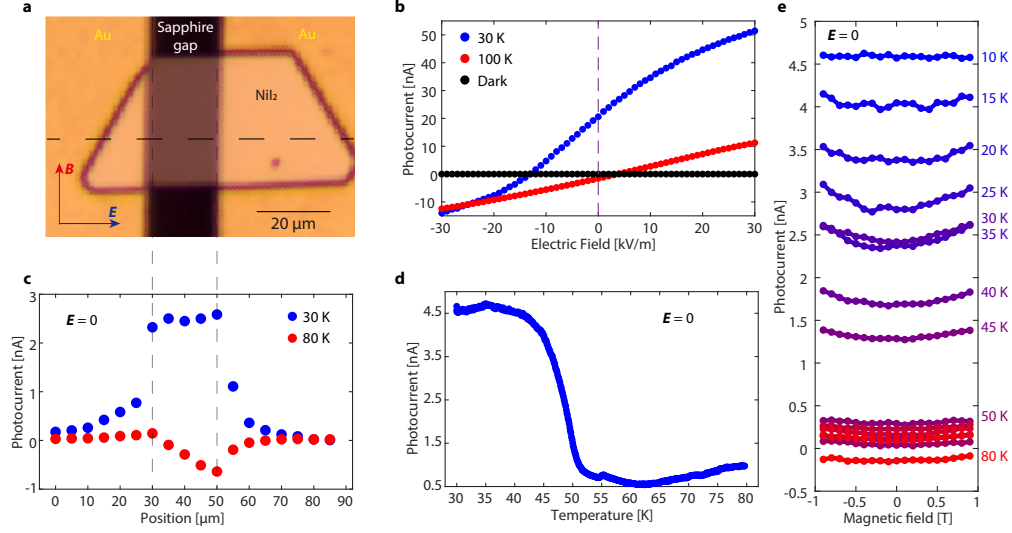 a
Au
Sapphire
gap
Au
NiI₂
B
E
20 μm
b
30 K
100 K
Dark
Photocurrent [nA]
50
40
30
20
10
0
-10
-30
-20
-10
0
10
20
30
Electric Field [kV/m]
c
E = 0
30 K
80 K
Photocurrent [nA]
3
2
1
0
-1
0
10
20
30
40
50
60
70
80
90
Position [μm]
d
E = 0
Photocurrent [nA]
4.5
3.5
2.5
1.5
0.5
30
35
40
45
50
55
60
65
70
75
80
Temperature [K]
e
E = 0
Photocurrent [nA]
5
4.5
4
3.5
3
2.5
2
1.5
1
0.5
0
-0.5
10 K
15 K
20 K
25 K
30 K
35 K
40 K
45 K
50 K
80 K
-1
-0.5
0
0.5
1
Magnetic field [T]